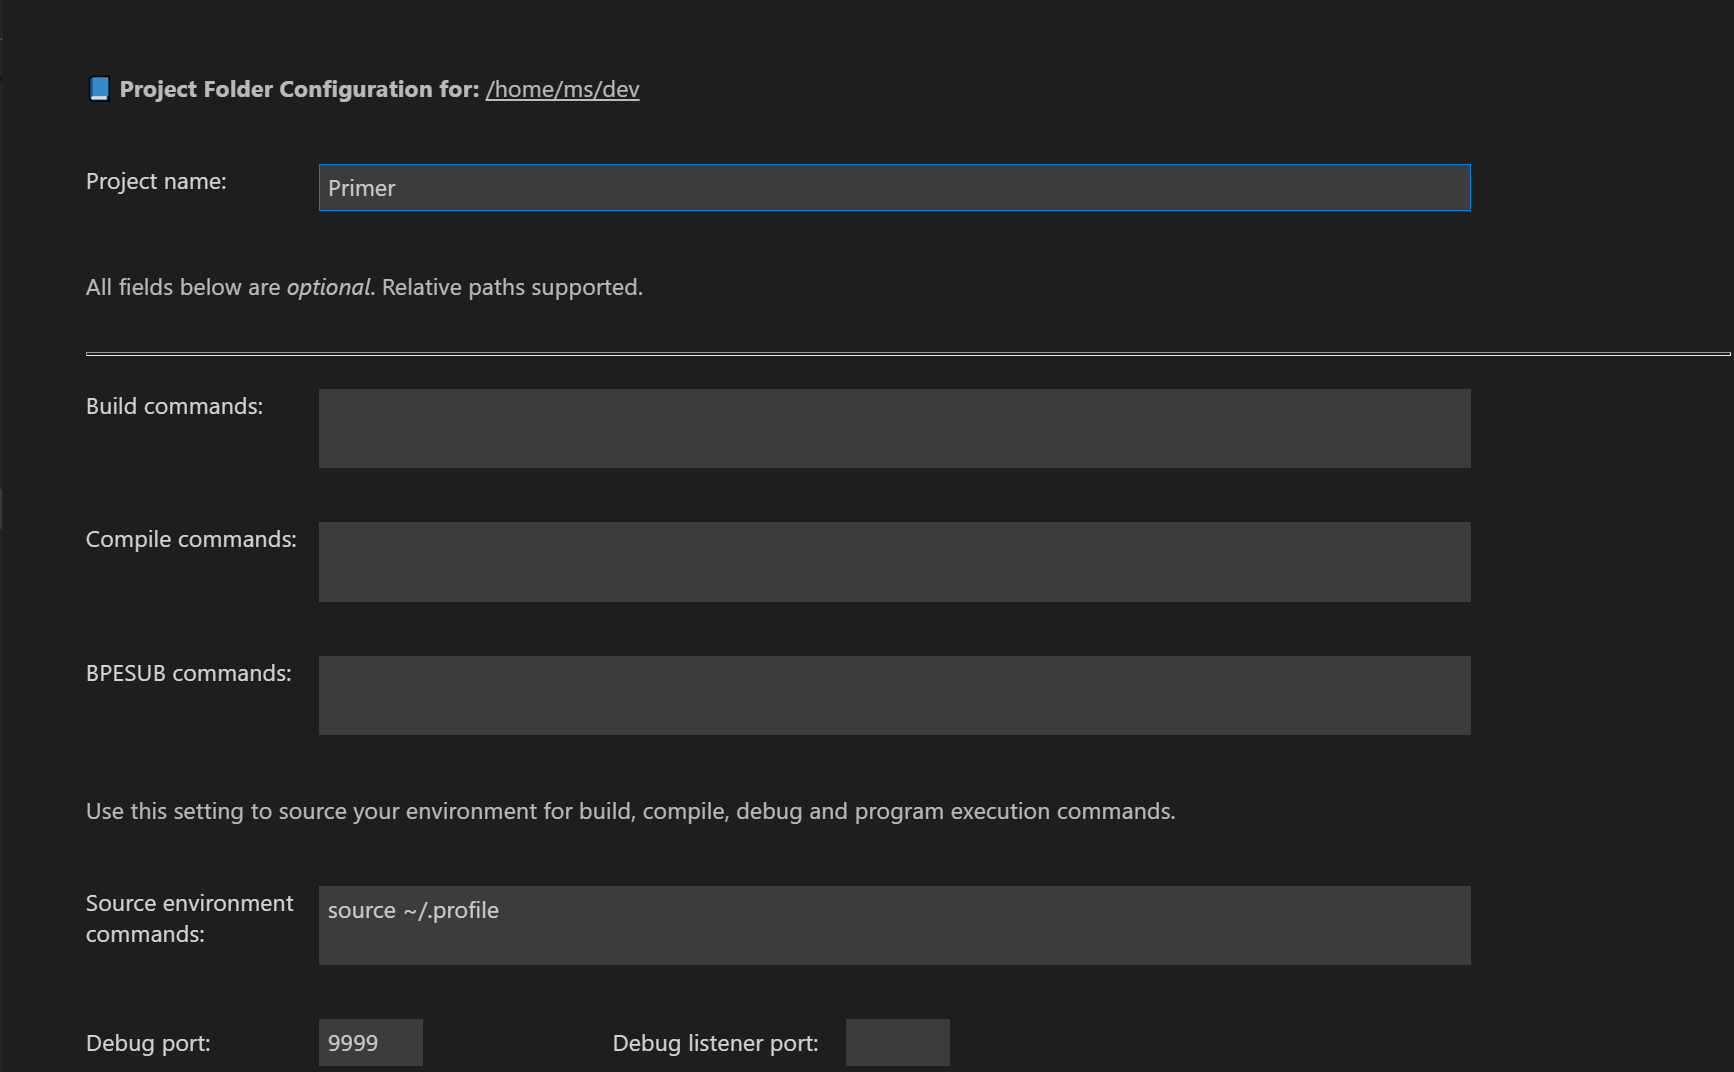 Project Folder Configuration for: /home/ms/dev
Project name:
Primer
All fields below are optional. Relative paths supported.
Build commands:
Compile commands:
BPESUB commands:
Use this setting to source your environment for build, compile, debug and program execution commands.
Source environment
commands:
source ~/.profile
Debug port: 9999 Debug listener port: